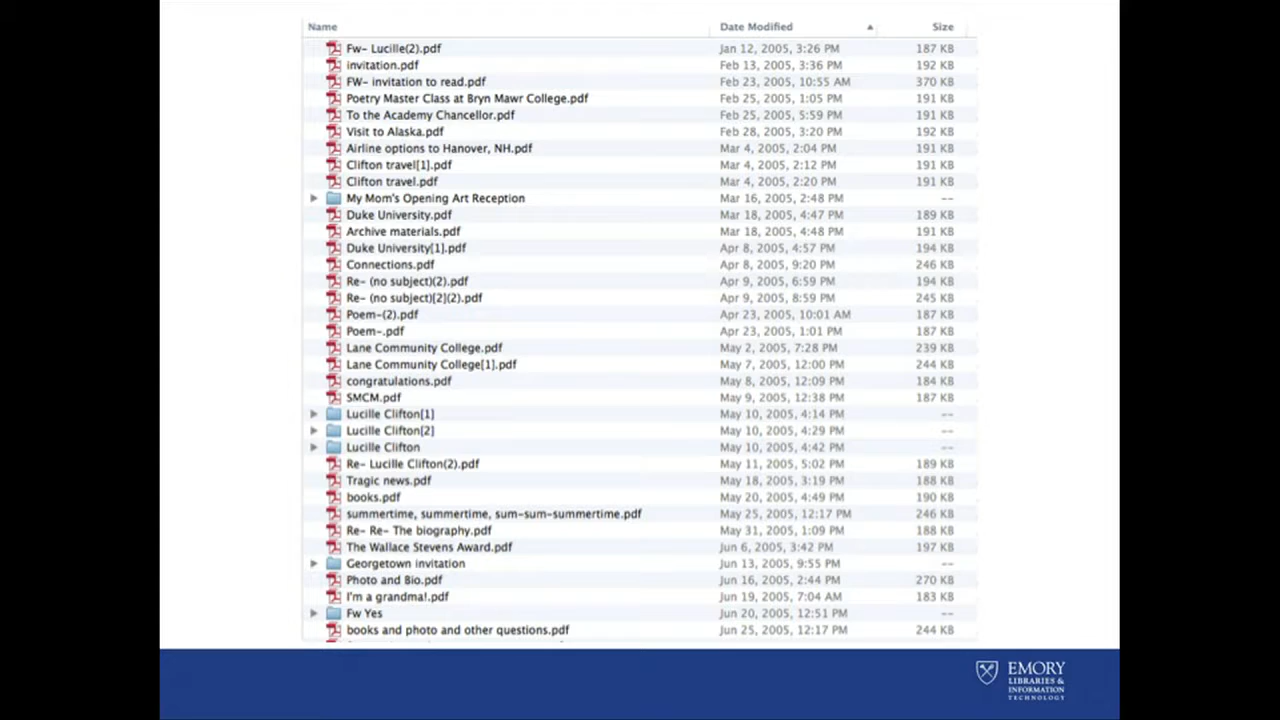 Name Date Modified Size
Fw- Lucille(2).pdf Jan 12, 2005, 3:26 PM 187 KB
invitation.pdf Feb 13, 2005, 3:36 PM 192 KB
FW- invitation to read.pdf Feb 23, 2005, 10:55 AM 370 KB
Poetry Master Class at Bryn Mawr College.pdf Feb 25, 2005, 1:05 PM 191 KB
To the Academy Chancellor.pdf Feb 25, 2005, 5:59 PM 191 KB
Visit to Alaska.pdf Feb 28, 2005, 3:20 PM 192 KB
Airline options to Hanover, NH.pdf Mar 4, 2005, 2:04 PM 191 KB
Clifton travel[1].pdf Mar 4, 2005, 2:12 PM 191 KB
Clifton travel.pdf Mar 4, 2005, 2:20 PM 191 KB
My Mom's Opening Art Reception Mar 16, 2005, 2:48 PM --
Duke University.pdf Mar 18, 2005, 4:47 PM 189 KB
Archive materials.pdf Mar 18, 2005, 4:48 PM 191 KB
Duke University[1].pdf Apr 8, 2005, 4:57 PM 194 KB
Connections.pdf Apr 8, 2005, 9:20 PM 246 KB
Re- (no subject)(2).pdf Apr 9, 2005, 6:59 PM 194 KB
Re- (no subject)[2](2).pdf Apr 9, 2005, 8:59 PM 245 KB
Poem-(2).pdf Apr 23, 2005, 10:01 AM 187 KB
Poem-.pdf Apr 23, 2005, 1:01 PM 187 KB
Lane Community College.pdf May 2, 2005, 7:28 PM 239 KB
Lane Community College[1].pdf May 7, 2005, 12:00 PM 244 KB
congratulations.pdf May 8, 2005, 12:09 PM 184 KB
SMCM.pdf May 9, 2005, 12:38 PM 187 KB
Lucille Clifton[1] May 10, 2005, 4:14 PM --
Lucille Clifton[2] May 10, 2005, 4:29 PM --
Lucille Clifton May 10, 2005, 4:42 PM --
Re- Lucille Clifton(2).pdf May 11, 2005, 5:02 PM 189 KB
Tragic news.pdf May 18, 2005, 3:19 PM 188 KB
books.pdf May 20, 2005, 4:49 PM 190 KB
summertime, summertime, sum-sum-summertime.pdf May 25, 2005, 12:17 PM 246 KB
Re- Re- The biography.pdf May 31, 2005, 1:09 PM 188 KB
The Wallace Stevens Award.pdf Jun 6, 2005, 3:42 PM 197 KB
Georgetown invitation Jun 13, 2005, 9:55 PM --
Photo and Bio.pdf Jun 16, 2005, 2:44 PM 270 KB
I'm a grandma!.pdf Jun 19, 2005, 7:04 AM 183 KB
Fw Yes Jun 20, 2005, 12:51 PM --
books and photo and other questions.pdf Jun 25, 2005, 12:17 PM 244 KB
EMORY
LIBRARIES &
INFORMATION
TECHNOLOGY